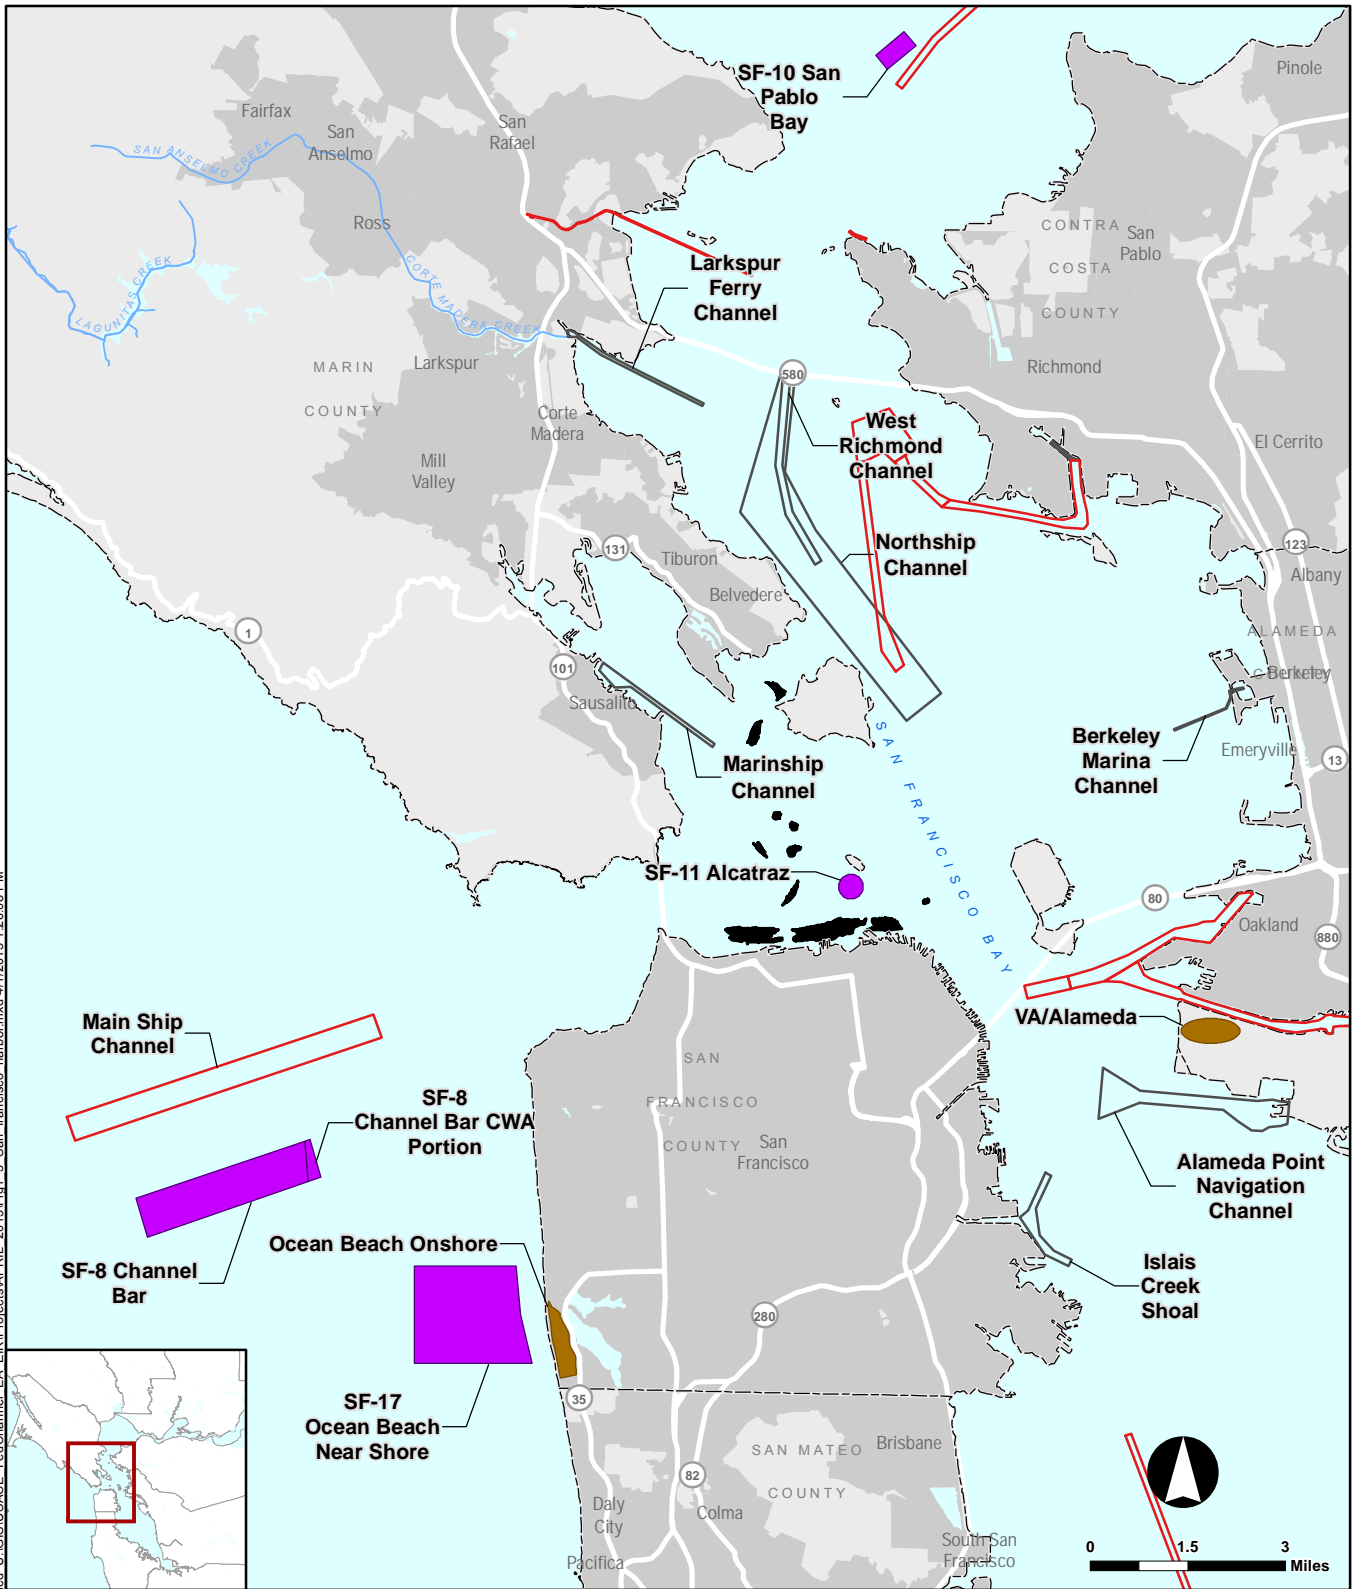 SF-10 San
Pablo
Bay
Pinole
Fairfax
San
Anselmo
San
Rafael
SAN ANSELMO CREEK
Ross
CONTRA
COSTA
COUNTY
San
Pablo
Larkspur
Ferry
Channel
LAGUNITAS CREEK
CORTE MADERA CREEK
MARIN
COUNTY
Larkspur
Richmond
580
Corte
Madera
West
Richmond
Channel
El Cerrito
Mill
Valley
131
Tiburon
Belvedere
Northship
Channel
123
Albany
1
ALAMEDA
101
Berkeley
Sausalito
Berkeley
Marina
Channel
Emeryville
13
Marinship
Channel
SAN FRANCISCO BAY
SF-11 Alcatraz
80
Oakland
880
Main Ship
Channel
VA/Alameda
SAN
FRANCISCO
COUNTY
San
Francisco
SF-8
Channel Bar CWA
Portion
Alameda Point
Navigation
Channel
SF-8 Channel
Bar
Ocean Beach Onshore
Islais
Creek
Shoal
280
35
SF-17
Ocean Beach
Near Shore
SAN MATEO
COUNTY
Brisbane
82
Daly
City
Colma
Pacifica
South San
Francisco
0 1.5 3
Miles